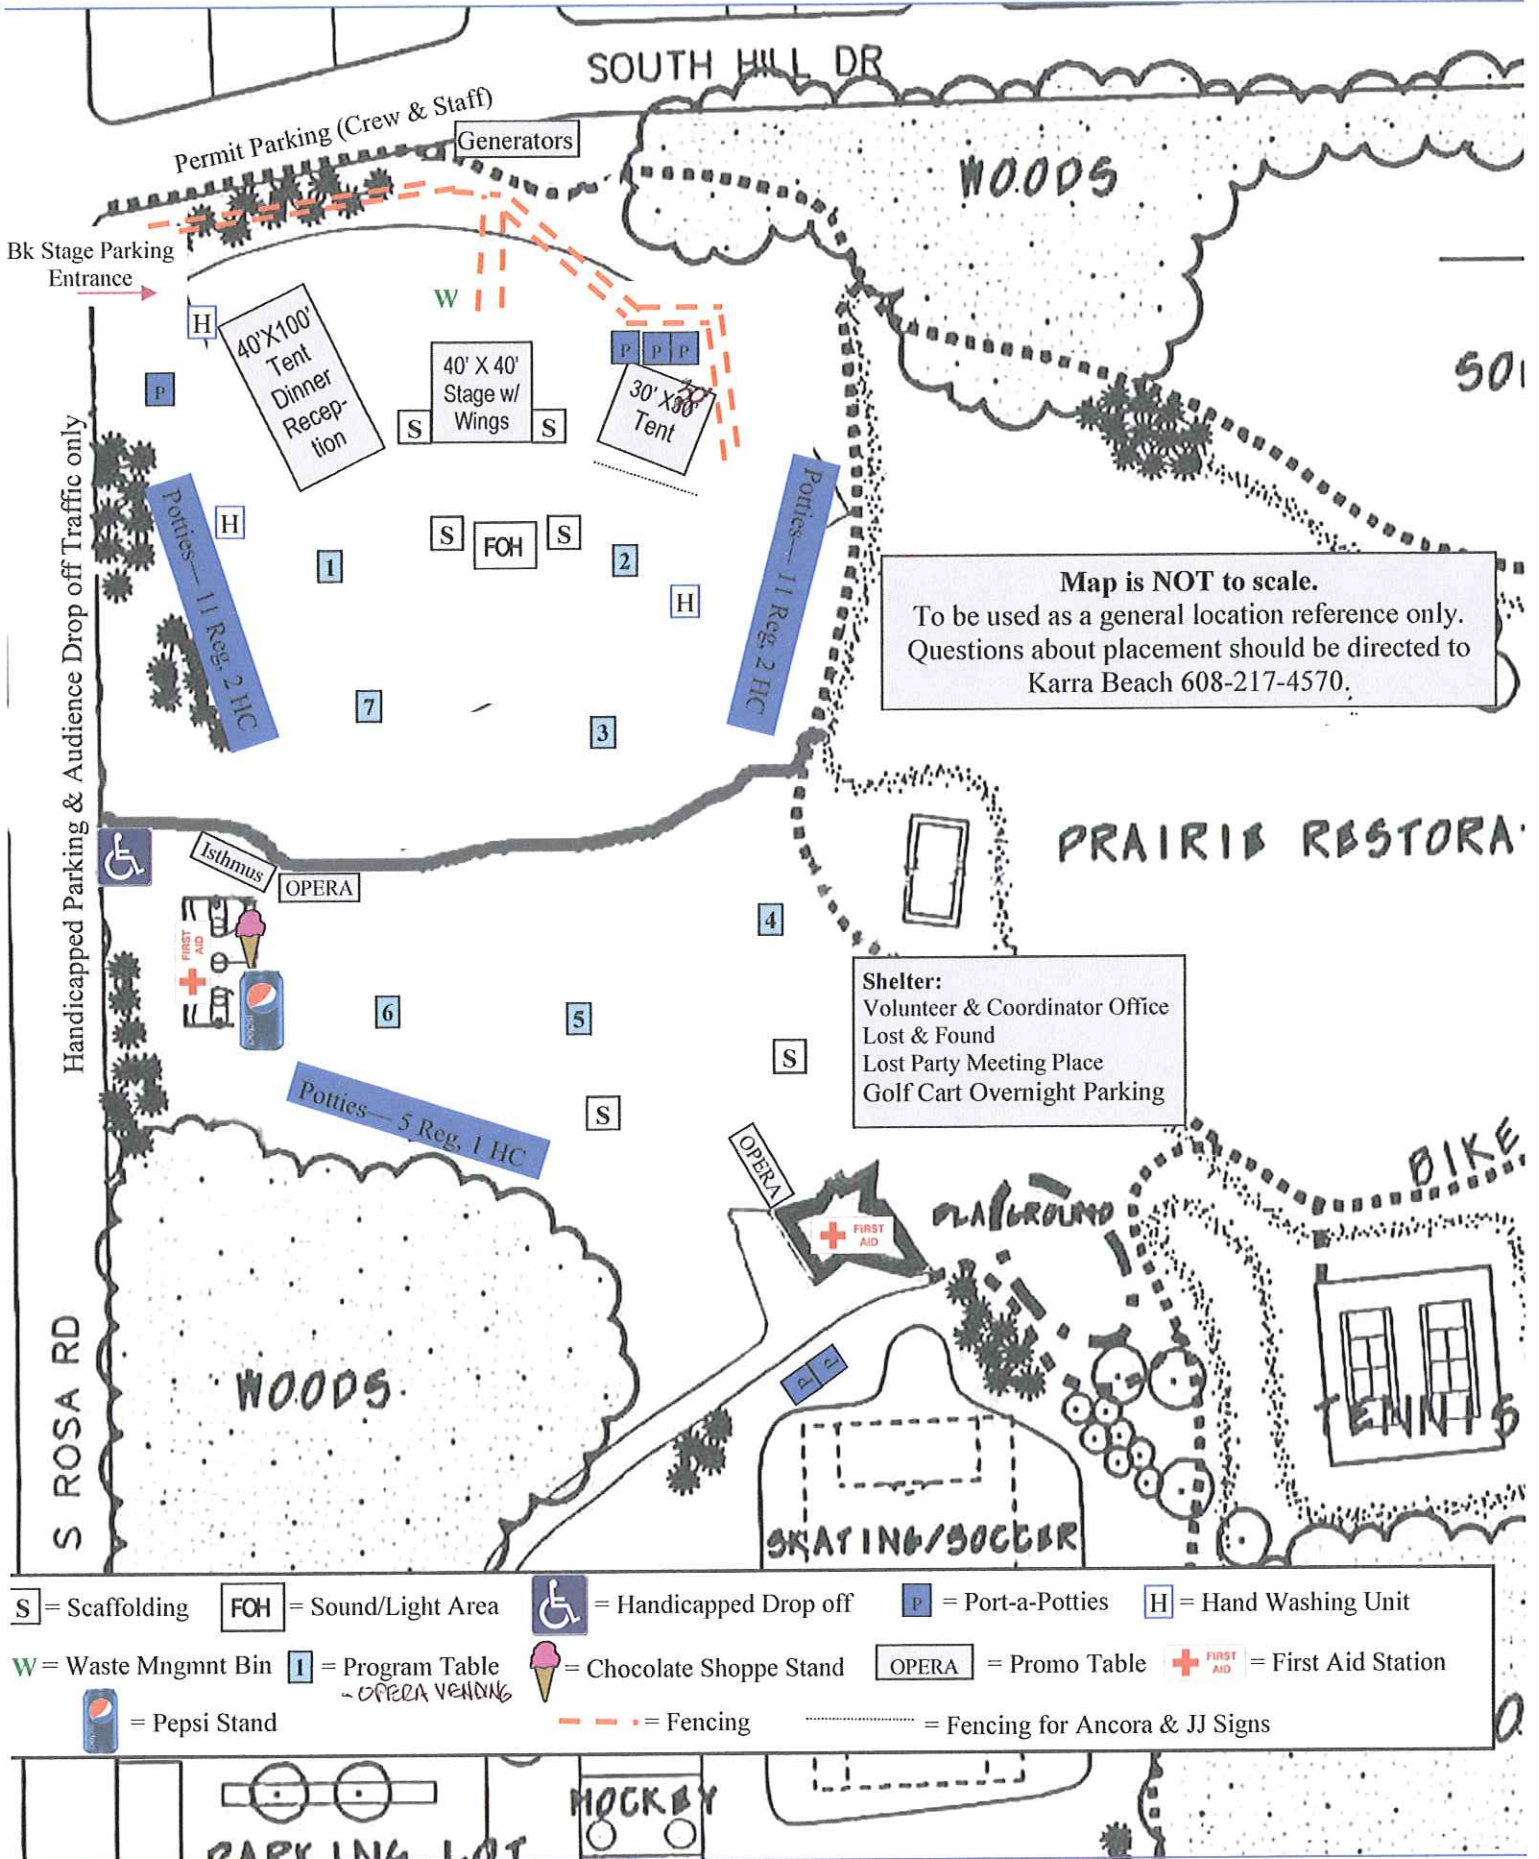 SOUTH HILL DR
Permit Parking (Crew & Staff)
Generators
WOODS
Bk Stage Parking
Entrance
W
H
40'X100'
Tent
Dinner
Recep-
tion
40' X 40'
Stage w/
Wings
P
P
P
30' X
Tent
P
S
S
Handicapped Parking & Audience Drop off Traffic only
Potties— 11 Reg, 2 HC
H
S
FOH
S
1
2
H
Potties— 11 Reg, 2 HC
Map is NOT to scale.
To be used as a general location reference only.
Questions about placement should be directed to
Karra Beach 608-217-4570.
7
3
Isthmus
OPERA
PRAIRIE RESTORA
4
FIRST
AID
pepsi
6
5
S
S
Shelter:
Volunteer & Coordinator Office
Lost & Found
Lost Party Meeting Place
Golf Cart Overnight Parking
Potties— 5 Reg, 1 HC
OPERA
FIRST
AID
PLAYGROUND
BIKE
WOODS
P
P
TENNIS
S ROSA RD
SKATING/SOCCER
S = Scaffolding
FOH = Sound/Light Area
= Handicapped Drop off
P = Port-a-Potties
H = Hand Washing Unit
W = Waste Mngmnt Bin
1 = Program Table
- OPERA VENDING
= Chocolate Shoppe Stand
OPERA = Promo Table
FIRST
AID = First Aid Station
= Pepsi Stand
= Fencing
= Fencing for Ancora & JJ Signs
HOCKEY
PARKING LOT